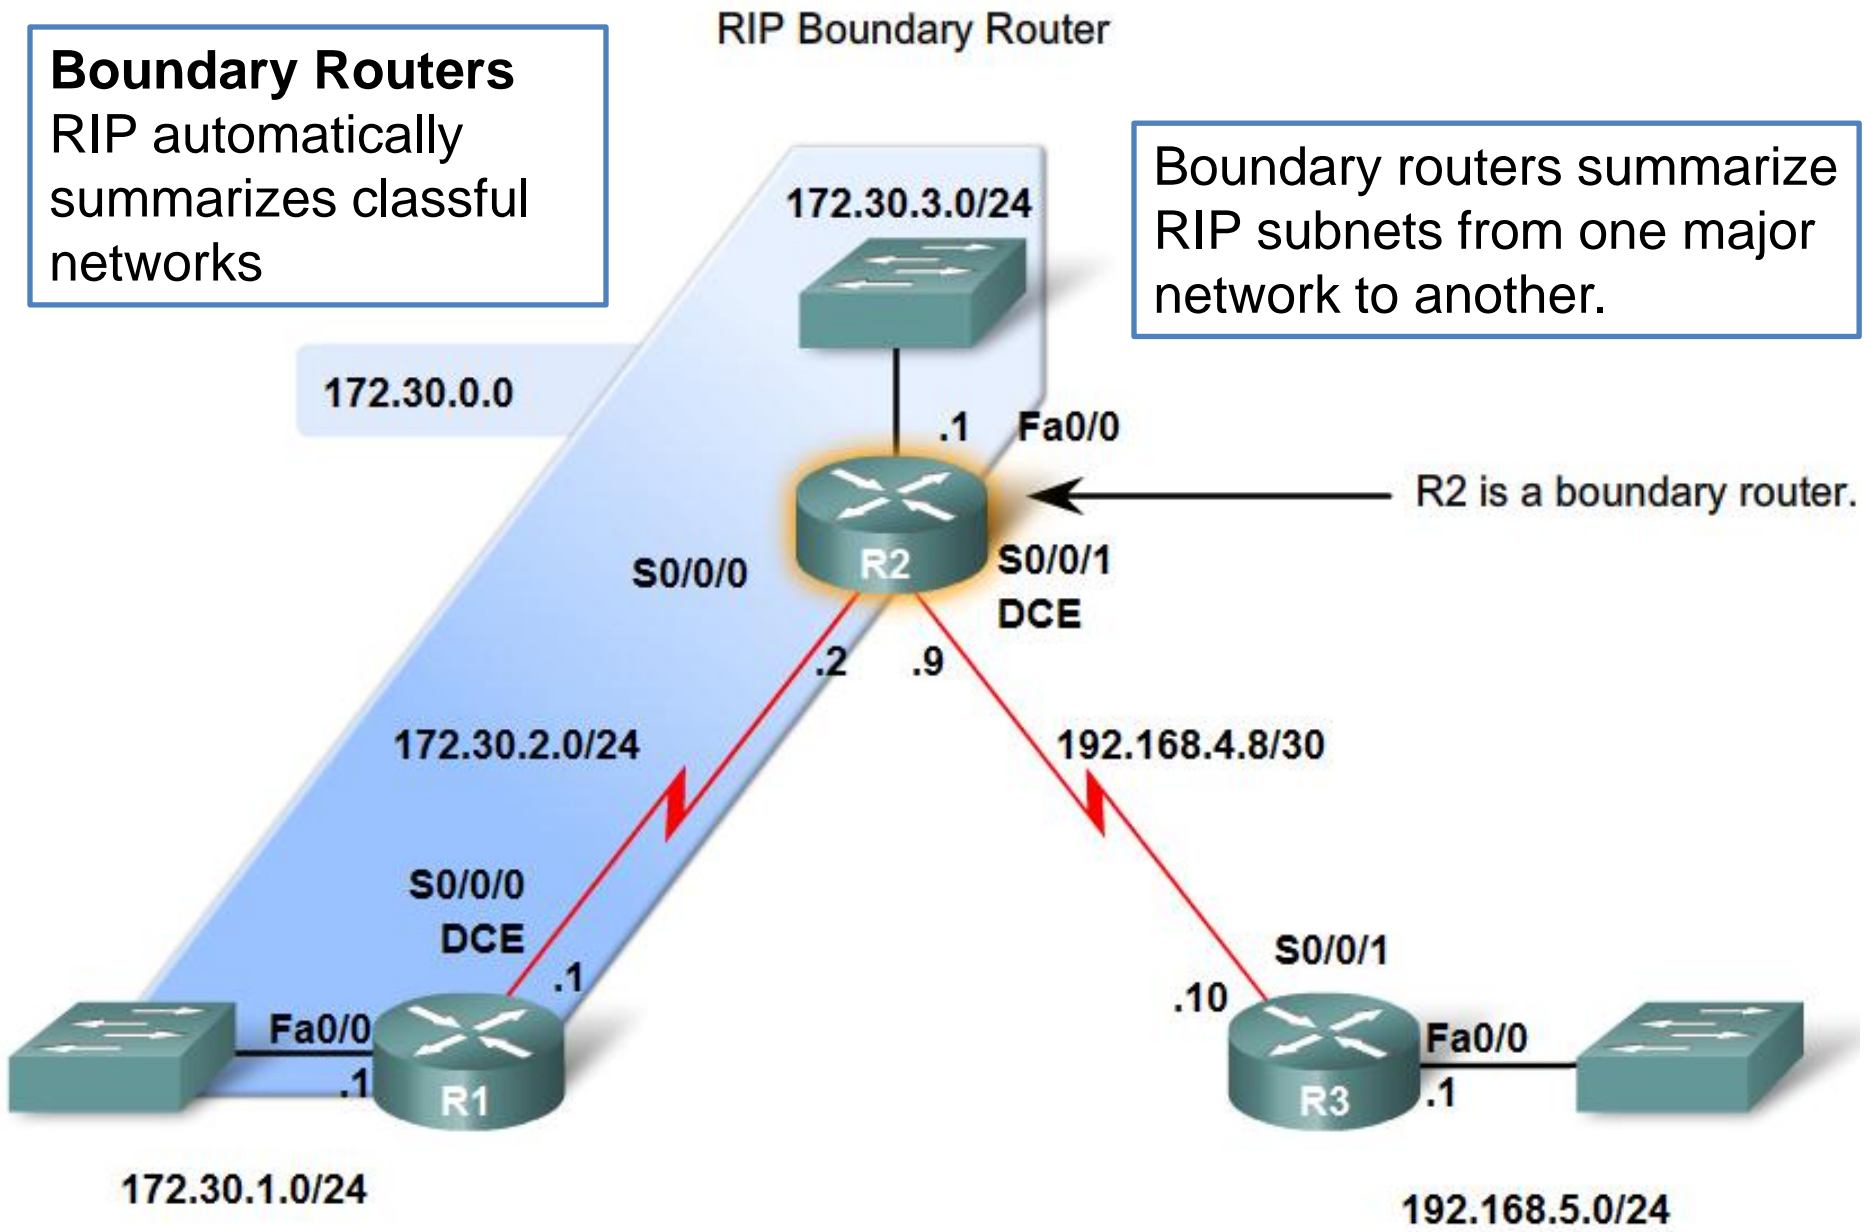 RIP Boundary Router
Boundary Routers
RIP automatically
summarizes classful
networks
Boundary routers summarize
RIP subnets from one major
network to another.
172.30.3.0/24
172.30.0.0
.1 Fa0/0
R2 is a boundary router.
R2
S0/0/0
S0/0/1
DCE
.2 .9
172.30.2.0/24
192.168.4.8/30
S0/0/0
DCE
.1
S0/0/1
.10
Fa0/0
.1
R1
R3
Fa0/0
.1
172.30.1.0/24
192.168.5.0/24